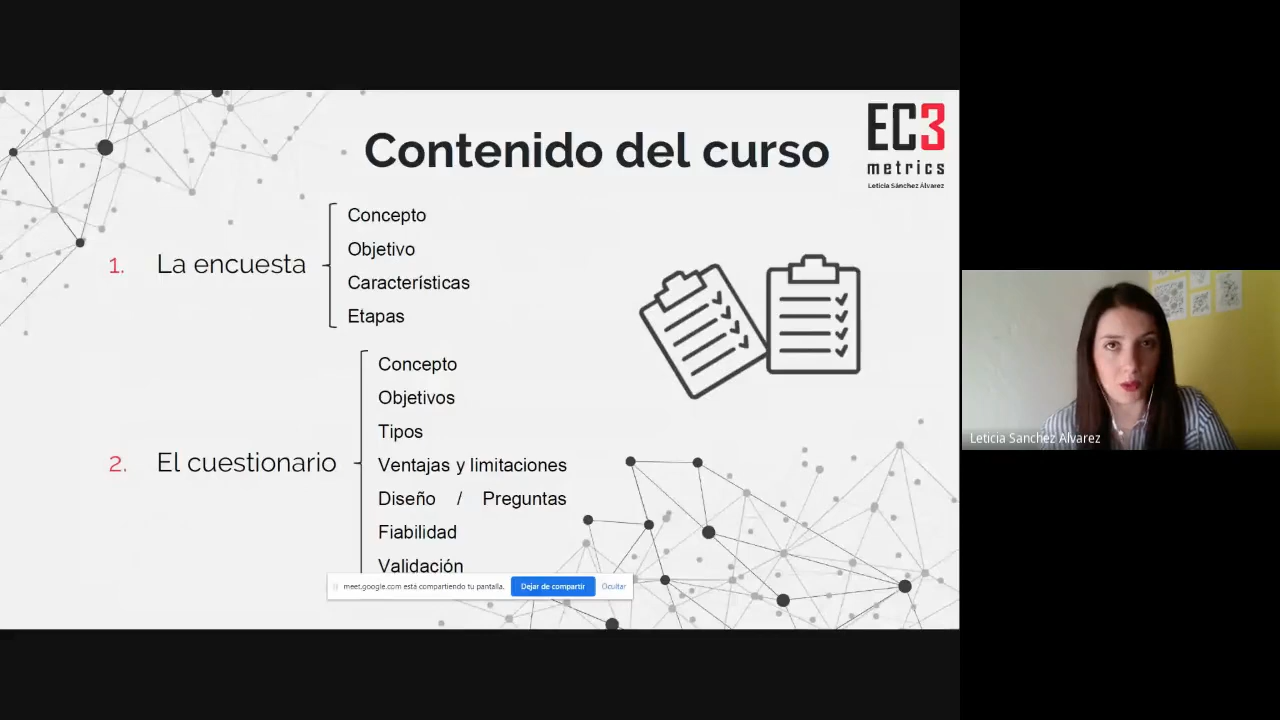 Contenido del curso
EC3
metrics
Leticia Sánchez Álvarez
1. La encuesta
Concepto
Objetivo
Características
Etapas
2. El cuestionario
Concepto
Objetivos
Tipos
Ventajas y limitaciones
Diseño / Preguntas
Fiabilidad
Validación
meet.google.com está compartiendo tu pantalla. Dejar de compartir Ocultar
Leticia Sanchez Alvarez